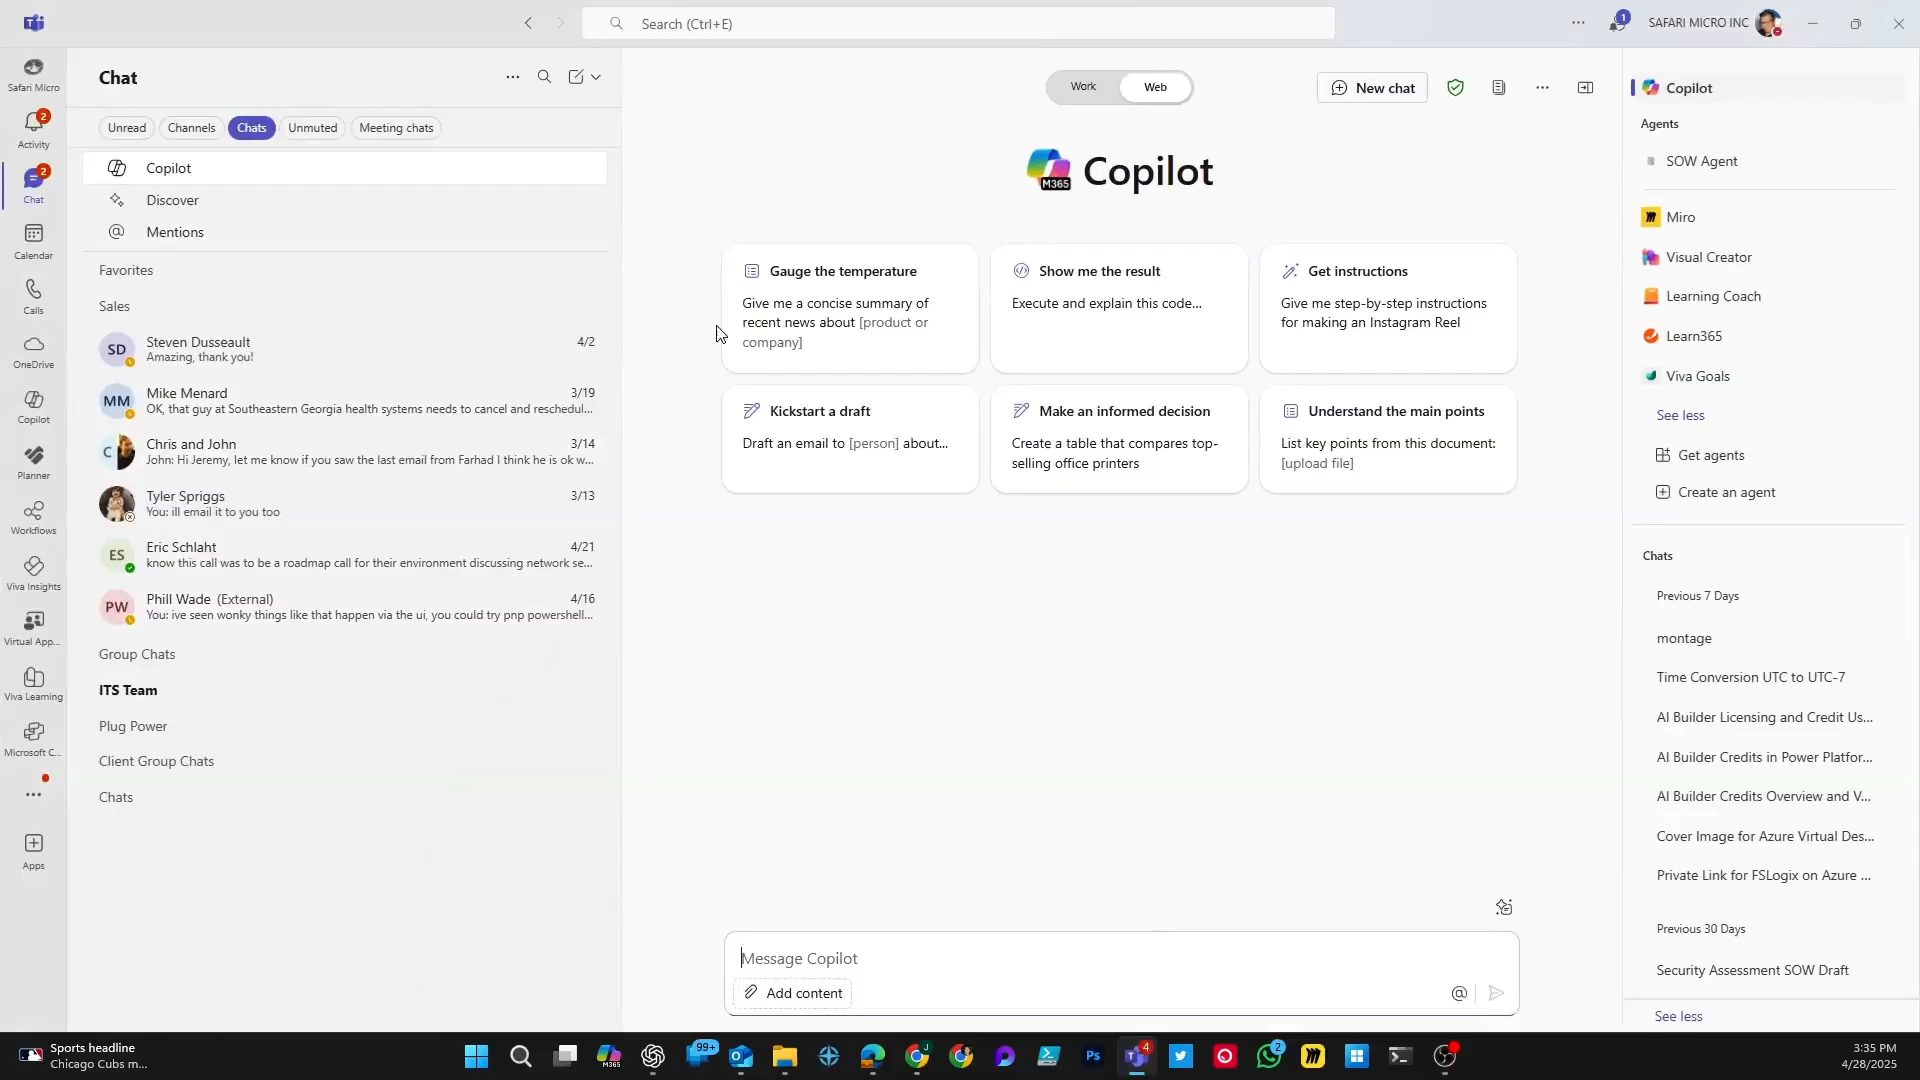 Search (Ctrl+E)
1
SAFARI MICRO INC
Safari Micro
2
Activity
2
Chat
Calendar
Calls
OneDrive
Copilot
Planner
Workflows
Viva Insights
Virtual App...
Viva Learning
Microsoft C...
Apps
Chat
Unread
Channels
Chats
Unmuted
Meeting chats
Copilot
Discover
Mentions
Favorites
Sales
SD
Steven Dusseault
4/2
Amazing, thank you!
MM
Mike Menard
3/19
OK, that guy at Southeastern Georgia health systems needs to cancel and reschedul...
C
Chris and John
3/14
John: Hi Jeremy, let me know if you saw the last email from Farhad I think he is ok w...
Tyler Spriggs
3/13
You: ill email it to you too
ES
Eric Schlaht
4/21
know this call was to be a roadmap call for their environment discussing network se...
PW
Phill Wade (External)
4/16
You: ive seen wonky things like that happen via the ui, you could try pnp powershell...
Group Chats
ITS Team
Plug Power
Client Group Chats
Chats
Work
Web
New chat
M365
Copilot
Gauge the temperature
Give me a concise summary of
recent news about [product or
company]
Show me the result
Execute and explain this code...
Get instructions
Give me step-by-step instructions
for making an Instagram Reel
Kickstart a draft
Draft an email to [person] about...
Make an informed decision
Create a table that compares top-
selling office printers
Understand the main points
List key points from this document:
[upload file]
Message Copilot
Add content
Copilot
Agents
SOW Agent
Miro
Visual Creator
Learning Coach
Learn365
Viva Goals
See less
Get agents
Create an agent
Chats
Previous 7 Days
montage
Time Conversion UTC to UTC-7
AI Builder Licensing and Credit Us...
AI Builder Credits in Power Platfor...
AI Builder Credits Overview and V...
Cover Image for Azure Virtual Des...
Private Link for FSLogix on Azure ...
Previous 30 Days
Security Assessment SOW Draft
See less
Sports headline
Chicago Cubs m...
M365
99+
J
Ps
4
2
3:35 PM
4/28/2025